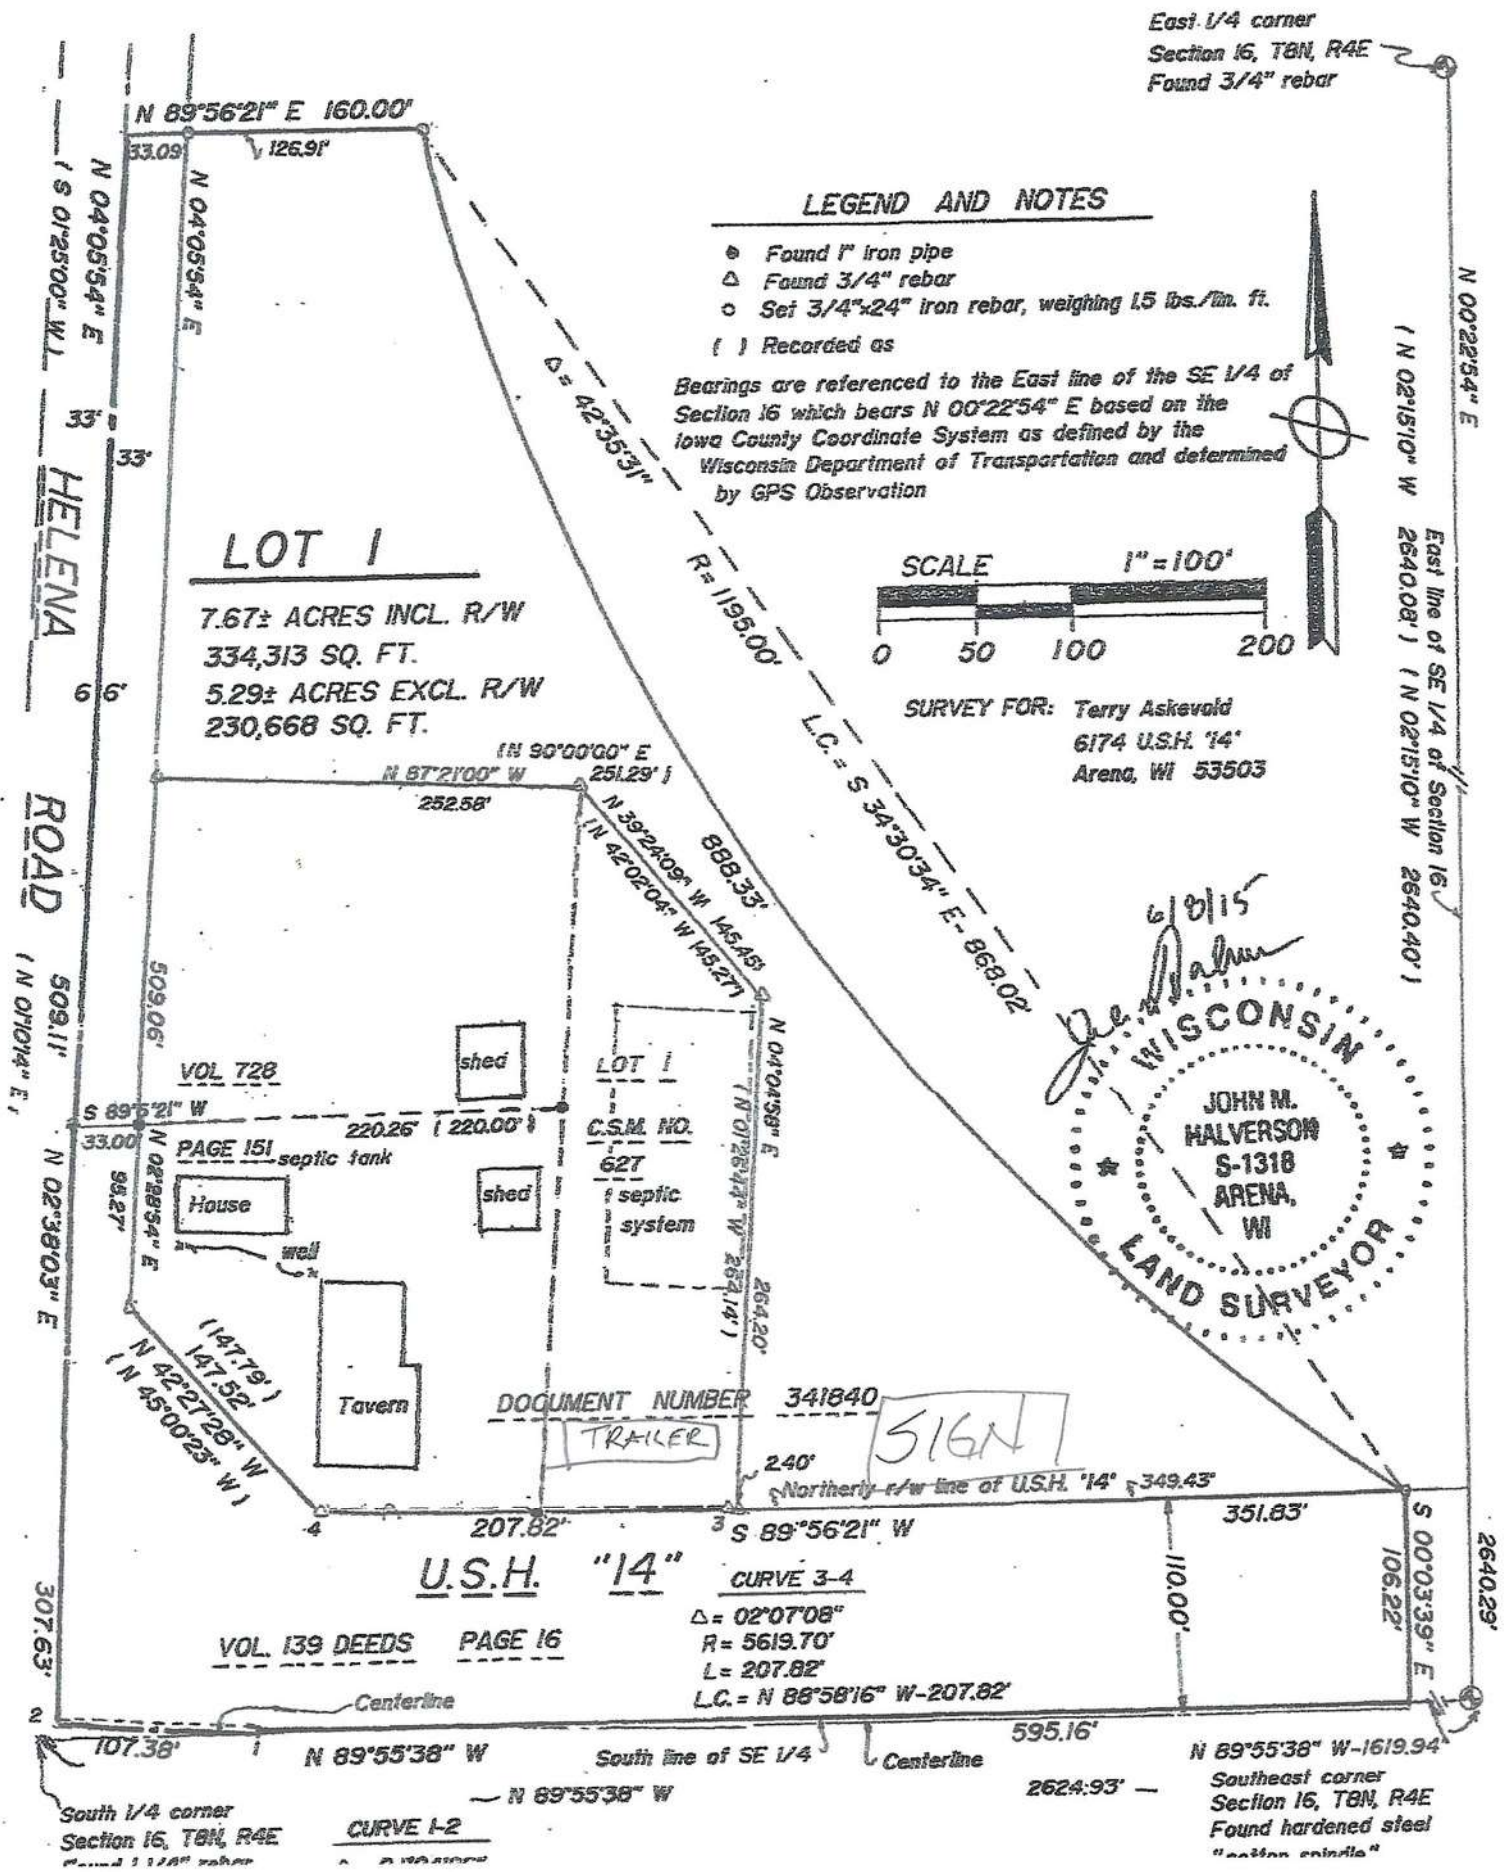 East 1/4 corner
Section 16, T8N, R4E
Found 3/4" rebar
N 89°56'21" E 160.00'
33.09
126.91'
N 04°05'54" E
( S 01°25'00" W )
N 04°05'54" E
LEGEND AND NOTES
Found 1" iron pipe
Found 3/4" rebar
Set 3/4"x24" iron rebar, weighing 1.5 lbs./lin. ft.
( ) Recorded as
Bearings are referenced to the East line of the SE 1/4 of
Section 16 which bears N 00°22'54" E based on the
Iowa County Coordinate System as defined by the
Wisconsin Department of Transportation and determined
by GPS Observation
N 00°22'54" E
( N 02°15'10" W 2640.08' ) ( N 02°15'10" W 2640.40' )
East line of SE 1/4 of Section 16
Δ= 42°35'31"
R= 1195.00'
L.C. = S 34°30'34" E- 868.02'
33'
33'
HELENA
ROAD
66'
LOT 1
7.67± ACRES INCL. R/W
334,313 SQ. FT.
5.29± ACRES EXCL. R/W
230,668 SQ. FT.
SCALE 1"=100'
0 50 100 200
SURVEY FOR: Terry Askevold
6174 U.S.H. "14"
Arena, WI 53503
(N 90°00'00" E
251.29' )
N 87°21'00" W
252.58'
N 39°24'09" W 145.45'
(N 42°02'04" W 145.27')
888.33'
6/8/15
WISCONSIN
JOHN M.
HALVERSON
S-1318
ARENA,
WI
LAND SURVEYOR
509.11'
( N 01°10'14" E )
509.06'
VOL 728
shed
LOT 1
N 04°04'58" E
264.20'
S 89°5'21" W
33.00'
220.26' ( 220.00' )
C.S.M. NO.
PAGE 151
septic tank
627
House
shed
septic
system
well
N 02°28'54" E
95.27'
N 02°38'03" E
(147.79')
147.52'
N 42°27'28" W
( N 45°00'23" W )
Tavern
DOCUMENT NUMBER 341840
TRAILER
SIGN
2.40'
Northerly r/w line of U.S.H. "14"
349.43'
4
207.82'
3
S 89°56'21" W
351.83'
S 00°03'39" E
106.22'
2640.29'
110.00'
U.S.H. "14"
CURVE 3-4
Δ= 02°07'08"
R= 5619.70'
L= 207.82'
L.C.= N 88°58'16" W-207.82'
VOL. 139 DEEDS PAGE 16
307.63'
2
Centerline
107.38'
1
N 89°55'38" W
South line of SE 1/4
Centerline
595.16'
N 89°55'38" W-1619.94'
N 89°55'38" W
2624.93'
South 1/4 corner
Section 16, T8N, R4E
CURVE 1-2
Southeast corner
Section 16, T8N, R4E
Found hardened steel
"cotton spindle"